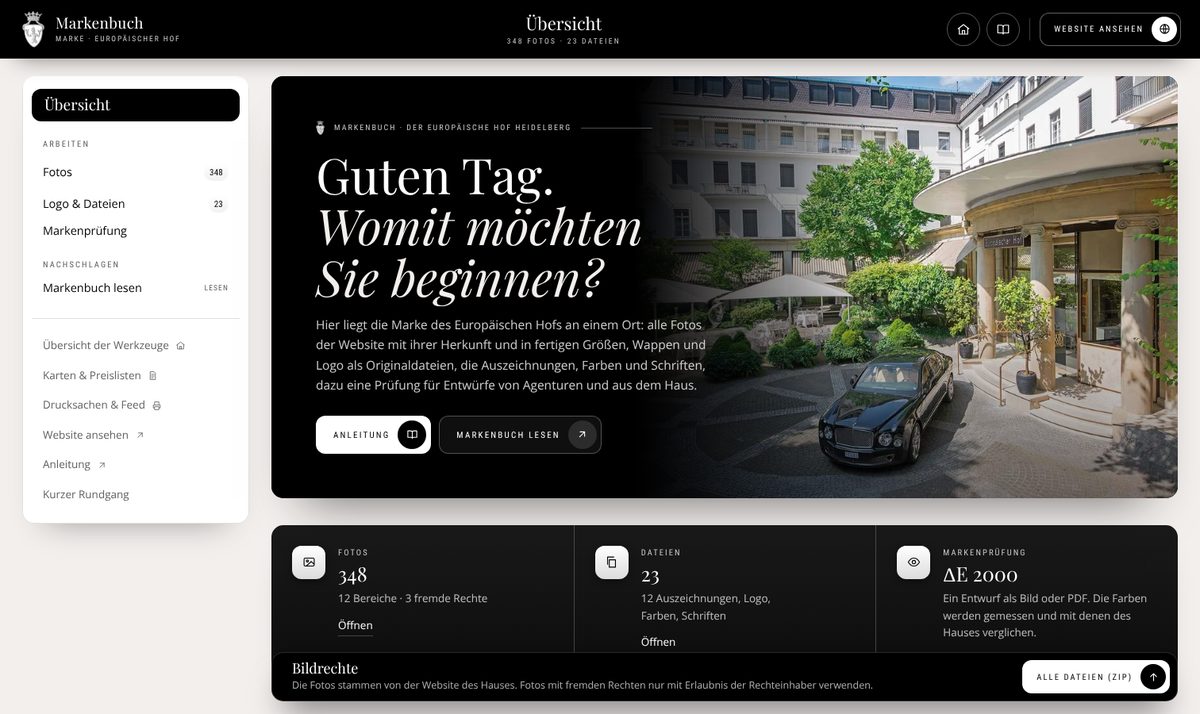 Markenbuch
MARKE · EUROPÄISCHER HOF
Übersicht
348 FOTOS · 23 DATEIEN
WEBSITE ANSEHEN
Übersicht
ARBEITEN
Fotos 348
Logo & Dateien 23
Markenprüfung
NACHSCHLAGEN
Markenbuch lesen LESEN
Übersicht der Werkzeuge
Karten & Preislisten
Drucksachen & Feed
Website ansehen
Anleitung
Kurzer Rundgang
MARKENBUCH · DER EUROPÄISCHE HOF HEIDELBERG
Guten Tag.
Womit möchten
Sie beginnen?
Hier liegt die Marke des Europäischen Hofs an einem Ort: alle Fotos
der Website mit ihrer Herkunft und in fertigen Größen, Wappen und
Logo als Originaldateien, die Auszeichnungen, Farben und Schriften,
dazu eine Prüfung für Entwürfe von Agenturen und aus dem Haus.
ANLEITUNG
MARKENBUCH LESEN
Europäischer Hof
FOTOS
348
12 Bereiche · 3 fremde Rechte
Öffnen
DATEIEN
23
12 Auszeichnungen, Logo,
Farben, Schriften
Öffnen
MARKENPRÜFUNG
ΔE 2000
Ein Entwurf als Bild oder PDF. Die Farben
werden gemessen und mit denen des
Hauses verglichen.
Bildrechte
Die Fotos stammen von der Website des Hauses. Fotos mit fremden Rechten nur mit Erlaubnis der Rechteinhaber verwenden.
ALLE DATEIEN (ZIP)